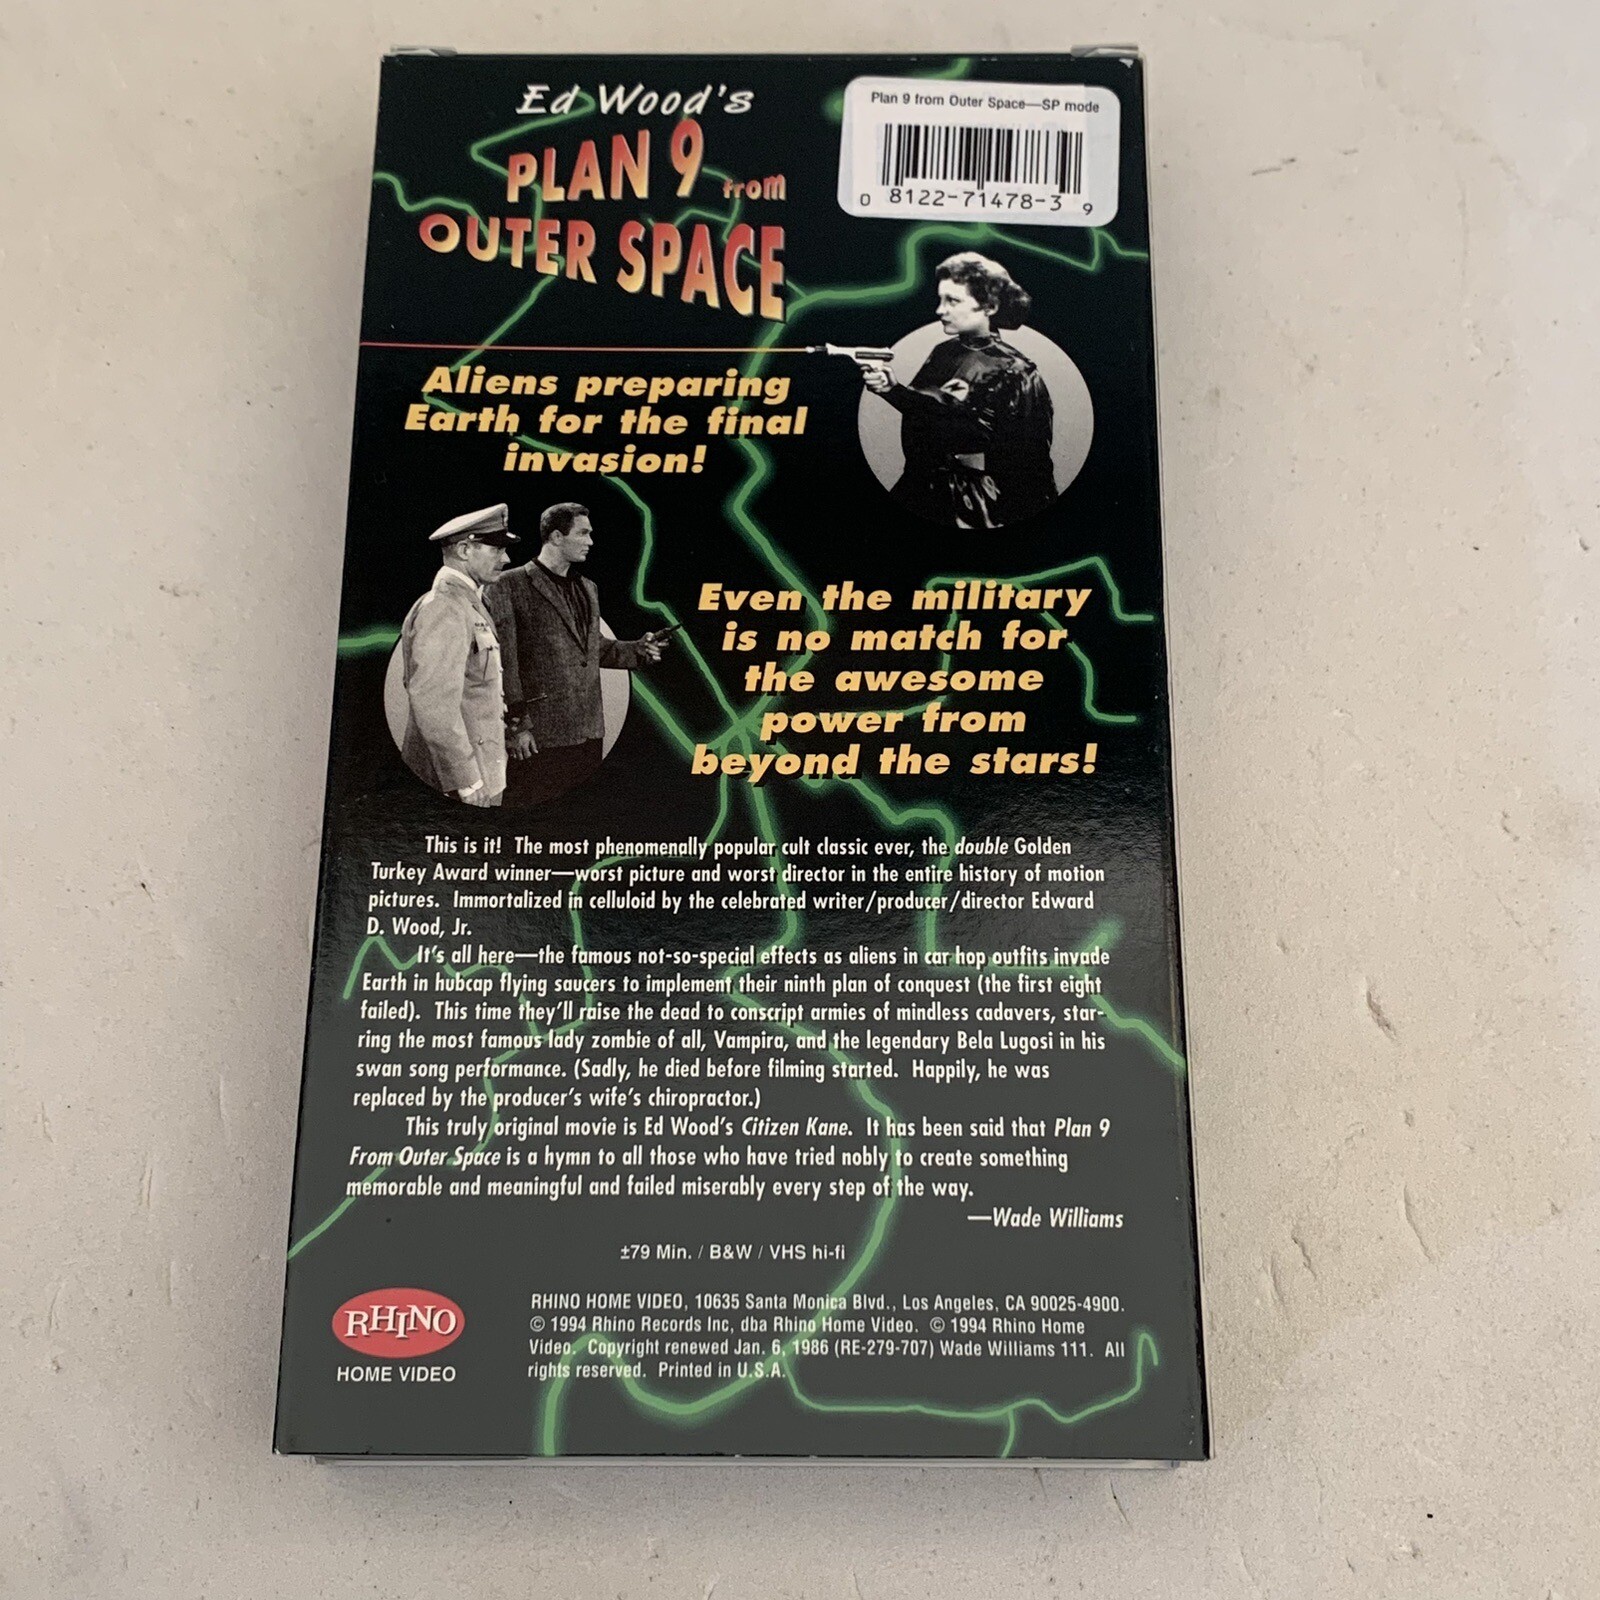 Ed Wood's
PLAN 9 from
OUTER SPACE
Plan 9 from Outer Space—SP mode
0 8122-71478-3 9
Aliens preparing
Earth for the final
invasion!
Even the military
is no match for
the awesome
power from
beyond the stars!
This is it! The most phenomenally popular cult classic ever, the double Golden
Turkey Award winner—worst picture and worst director in the entire history of motion
pictures. Immortalized in celluloid by the celebrated writer/producer/director Edward
D. Wood, Jr.
It's all here—the famous not-so-special effects as aliens in car hop outfits invade
Earth in hubcap flying saucers to implement their ninth plan of conquest (the first eight
failed). This time they'll raise the dead to conscript armies of mindless cadavers, star-
ring the most famous lady zombie of all, Vampira, and the legendary Bela Lugosi in his
swan song performance. (Sadly, he died before filming started. Happily, he was
replaced by the producer's wife's chiropractor.)
This truly original movie is Ed Wood's Citizen Kane. It has been said that Plan 9
From Outer Space is a hymn to all those who have tried nobly to create something
memorable and meaningful and failed miserably every step of the way.
—Wade Williams
±79 Min. / B&W / VHS hi-fi
RHINO
HOME VIDEO
RHINO HOME VIDEO, 10635 Santa Monica Blvd., Los Angeles, CA 90025-4900.
© 1994 Rhino Records Inc, dba Rhino Home Video. © 1994 Rhino Home
Video. Copyright renewed Jan. 6, 1986 (RE-279-707) Wade Williams 111. All
rights reserved. Printed in U.S.A.